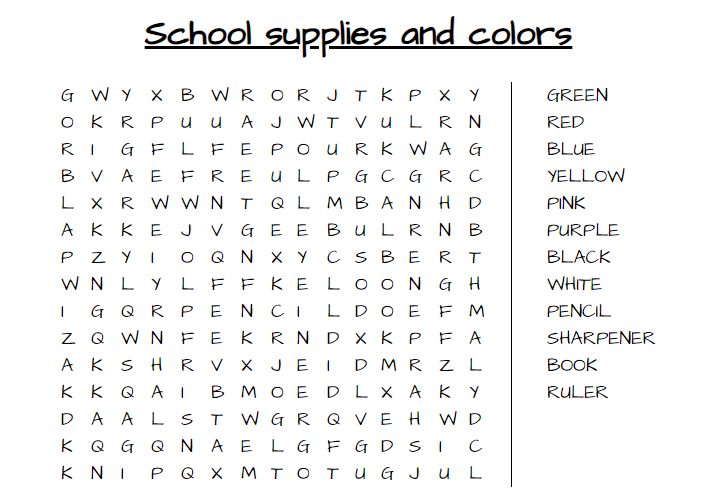 School supplies and colors
G W Y X B W R O R J T K P X Y GREEN
O K R P U U A J W T V U L R N RED
R I G F L F E P O U R K W A G BLUE
B V A E F R E U L P G C G R C YELLOW
L X R W W N T Q L M B A N H D PINK
A K K E J V G E E B U L R N B PURPLE
P Z Y I O Q N X Y C S B E R T BLACK
W N L Y L F F K E L O O N G H WHITE
I G Q R P E N C I L D O E F M PENCIL
Z Q W N F E K R N D X K P F A SHARPENER
A K S H R V X J E I D M R Z L BOOK
K K Q A I B M O E D L X A K Y RULER
D A A L S T W G R Q V E H W D
K Q G Q N A E L G F G D S I C
K N I P Q X M T O T U G J U L